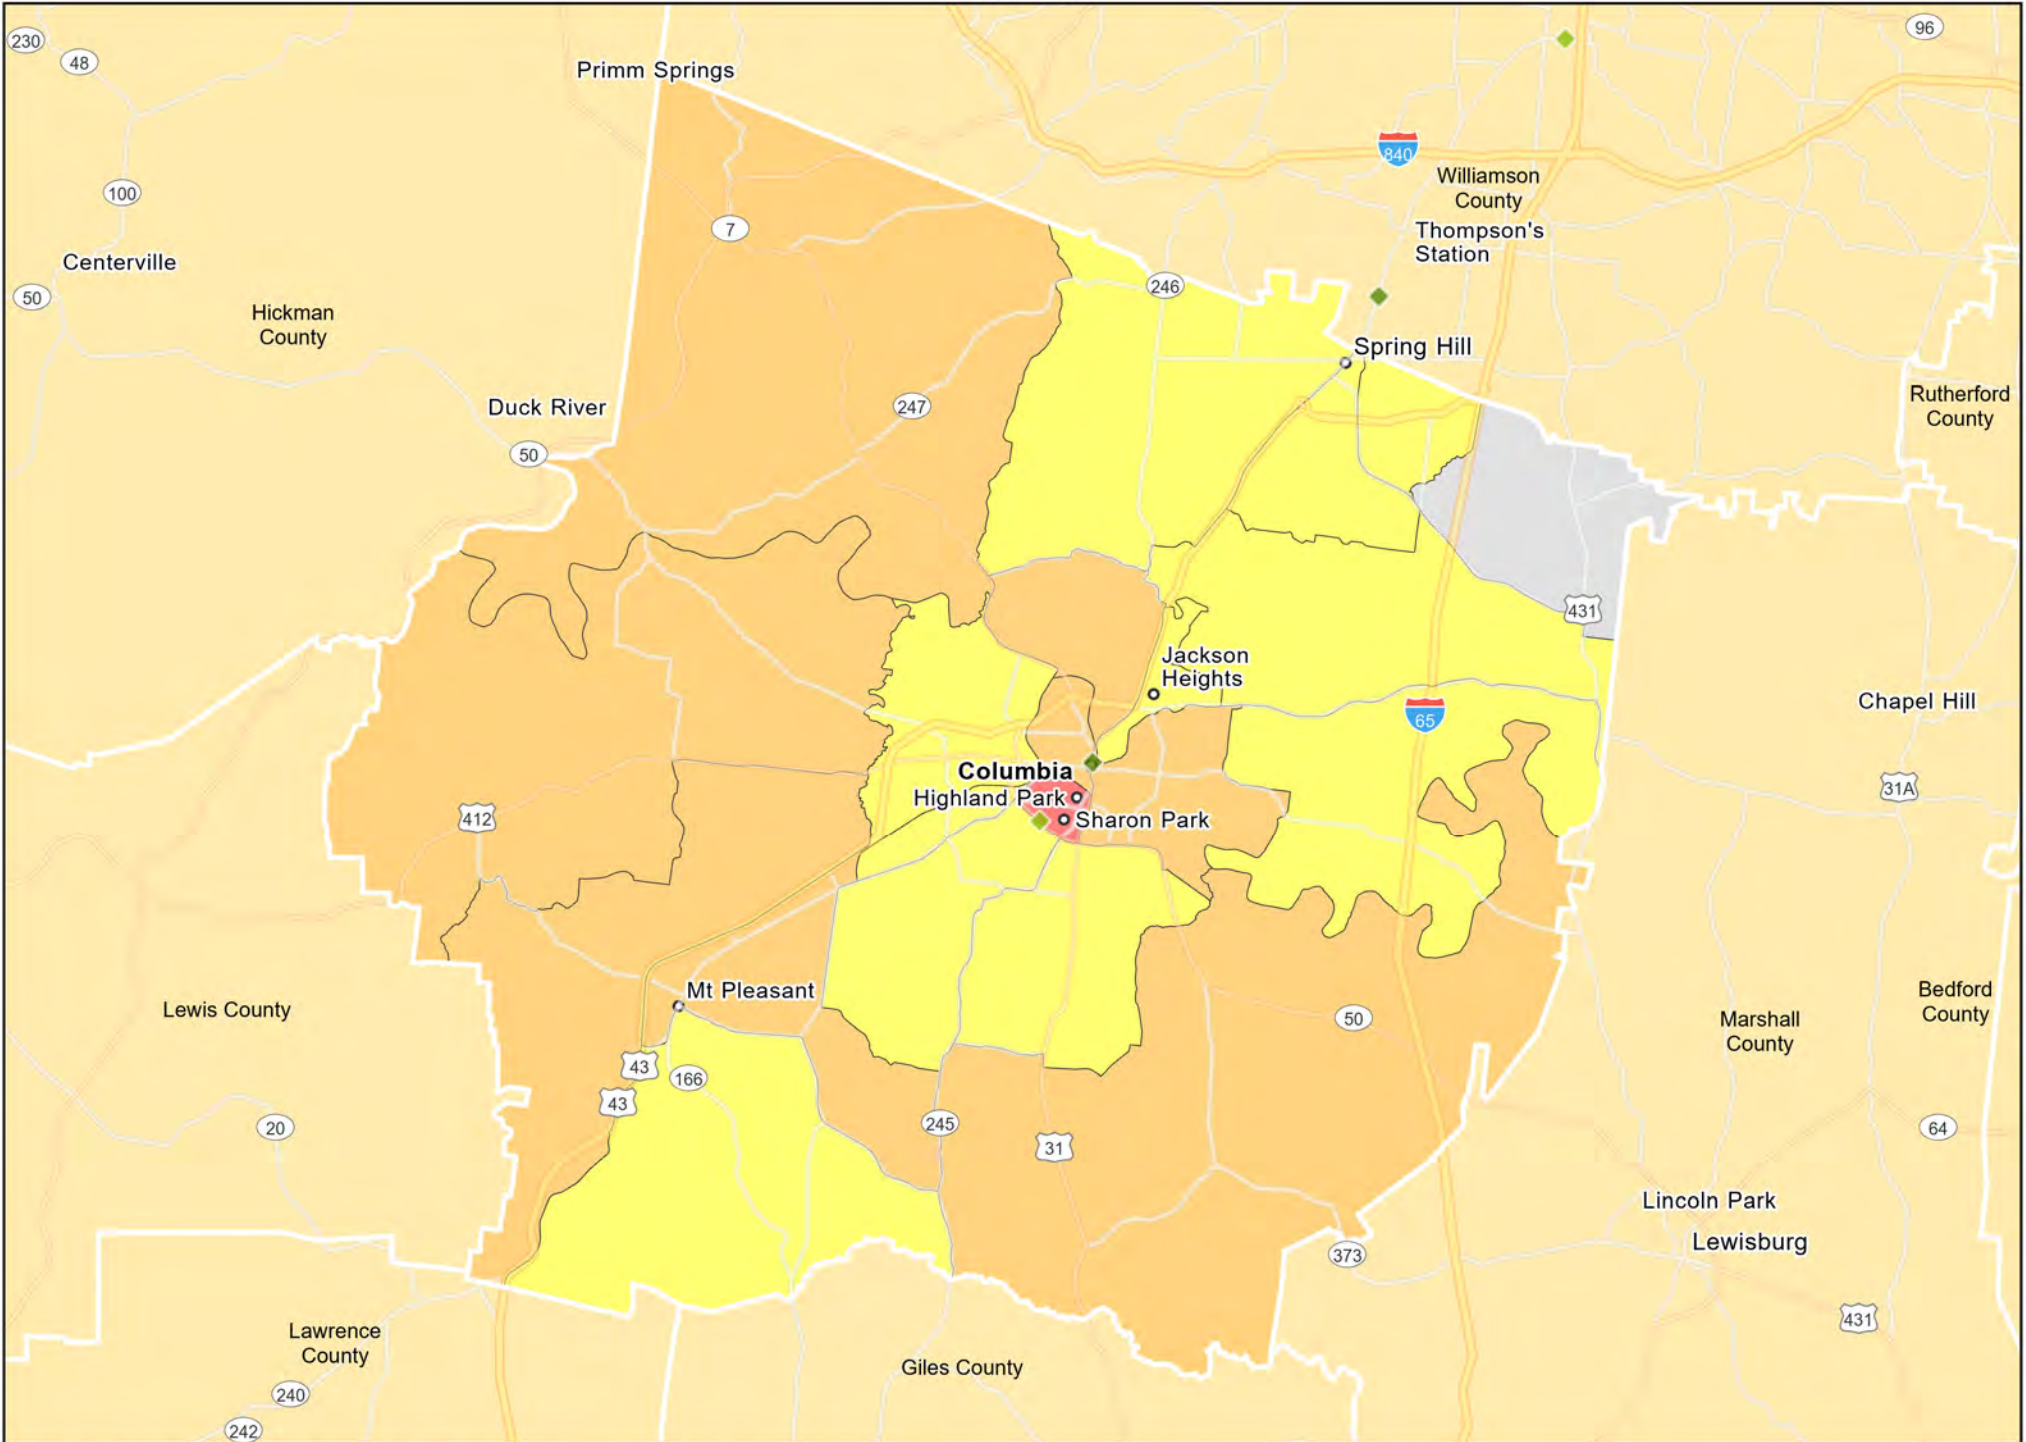 230
48
96
Primm Springs
840
Williamson
County
100
7
Thompson's
Station
Centerville
246
50
Hickman
County
Spring Hill
Duck River
247
Rutherford
County
50
431
Jackson
Heights
Chapel Hill
65
Columbia
Highland Park
31A
412
Sharon Park
Mt Pleasant
Lewis County
Bedford
County
50
Marshall
County
43
166
43
20
245
64
31
Lincoln Park
Lewisburg
373
431
Lawrence
County
Giles County
240
242